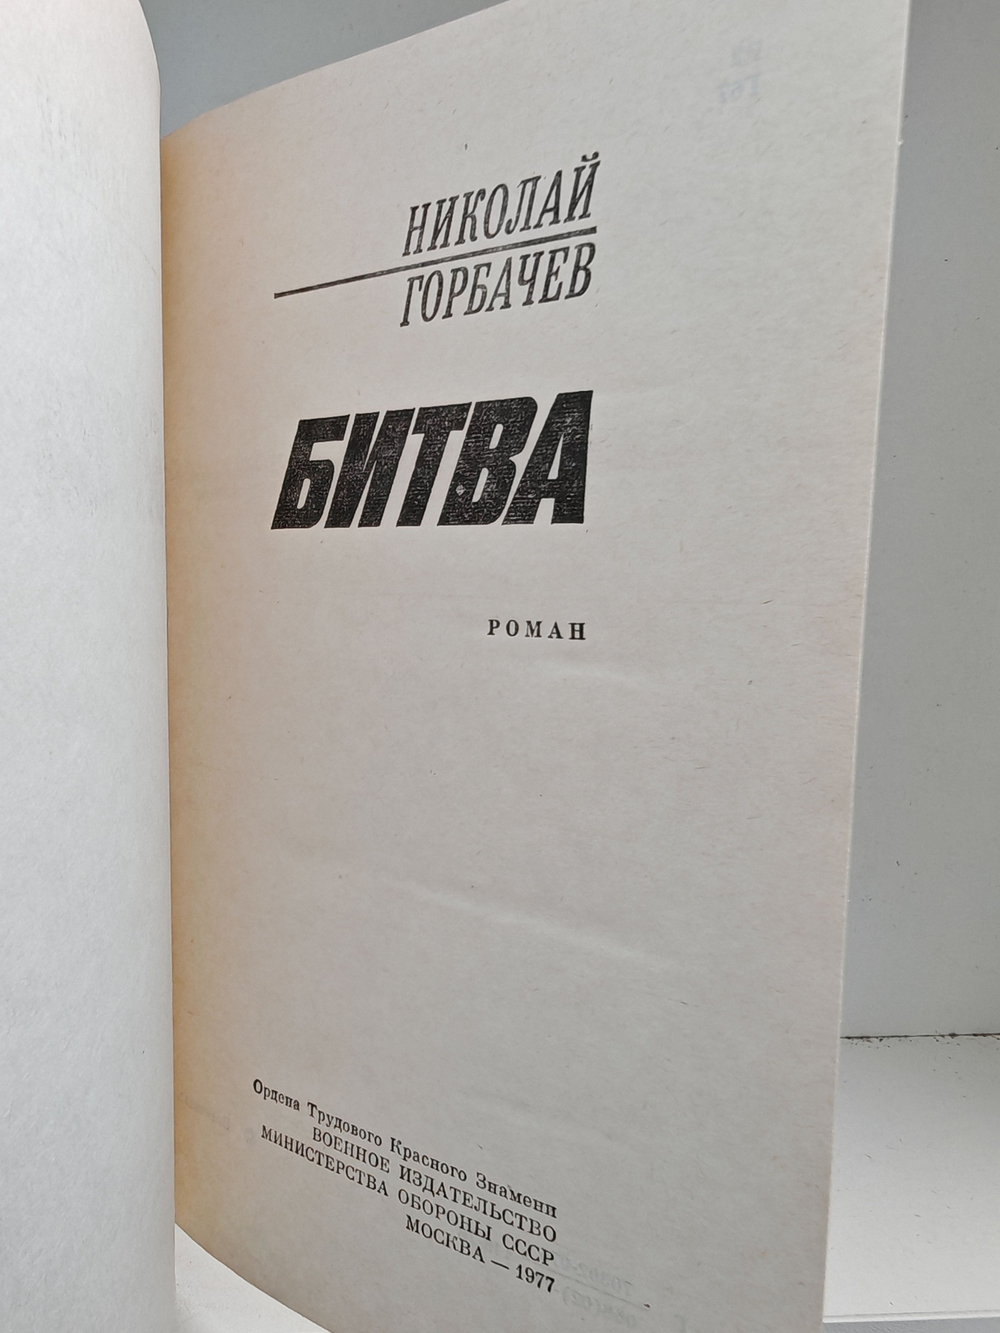 НИКОЛАЙ
ГОРБАЧЕВ
БИТВА
РОМАН
Ордена Трудового Красного Знамени
ВОЕННОЕ ИЗДАТЕЛЬСТВО
МИНИСТЕРСТВА ОБОРОНЫ СССР
МОСКВА — 1977